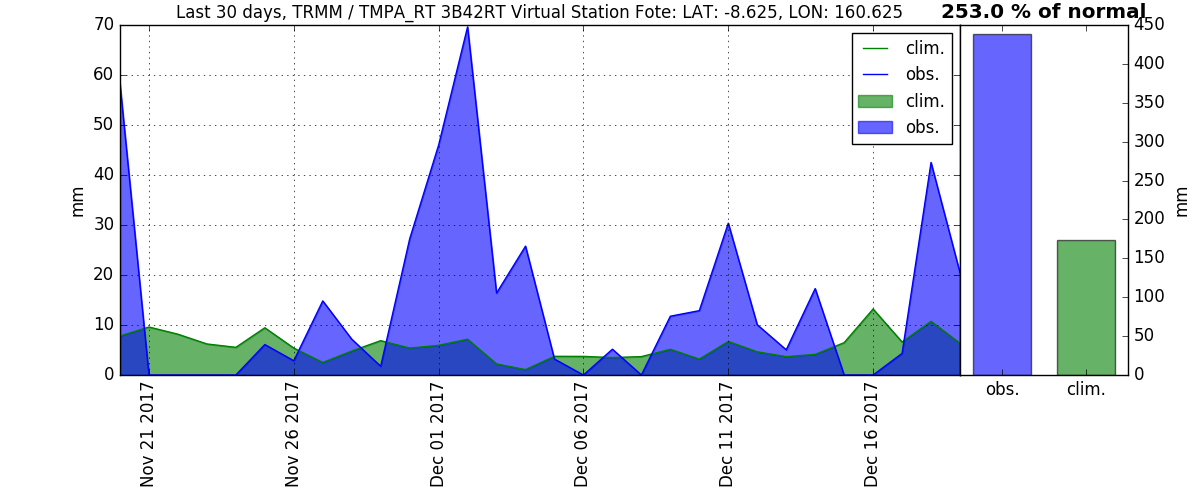 Last 30 days, TRMM / TMPA_RT 3B42RT Virtual Station Fote: LAT: -8.625, LON: 160.625
253.0 % of normal
70
60
50
40
30
20
10
0
mm
clim.
obs.
clim.
obs.
450
400
350
300
250
200
150
100
50
0
mm
obs.
clim.
Nov 21 2017
Nov 26 2017
Dec 01 2017
Dec 06 2017
Dec 11 2017
Dec 16 2017